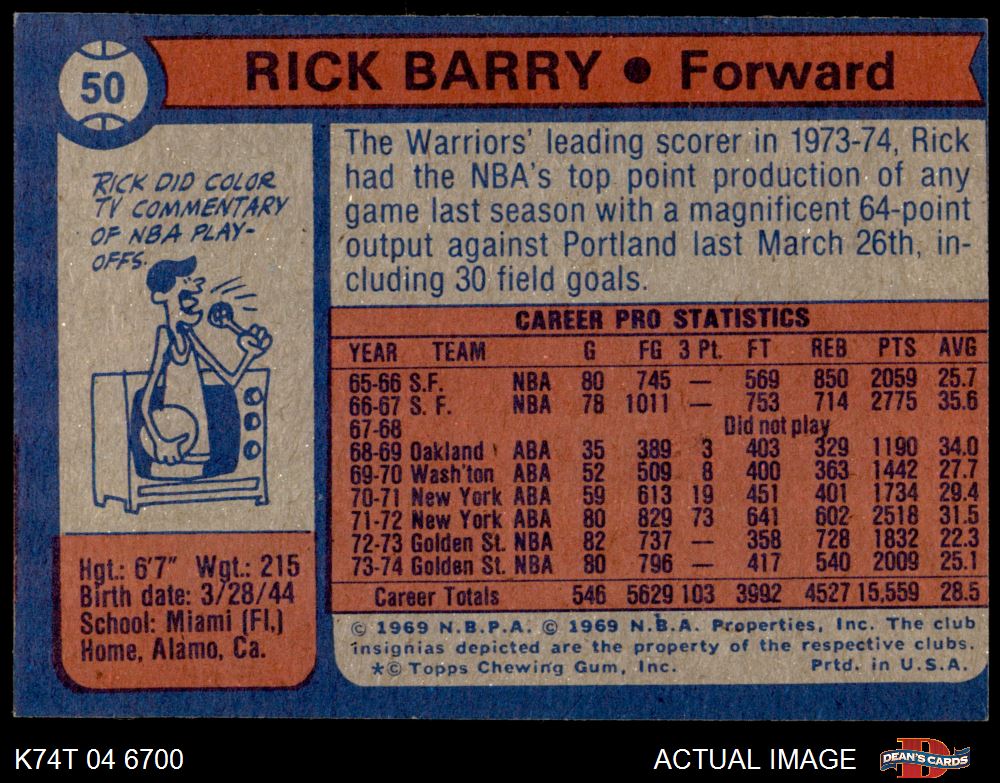 50
RICK BARRY • Forward
RICK DID COLOR
TV COMMENTARY
OF NBA PLAY-
OFFS.
The Warriors' leading scorer in 1973-74, Rick
had the NBA's top point production of any
game last season with a magnificent 64-point
output against Portland last March 26th, in-
cluding 30 field goals.
CAREER PRO STATISTICS
YEAR TEAM G FG 3 Pt. FT REB PTS AVG
65-66 S.F. NBA 80 745 — 569 850 2059 25.7
66-67 S. F. NBA 78 1011 — 753 714 2775 35.6
67-68 Did not play
68-69 Oakland ABA 35 389 3 403 329 1190 34.0
69-70 Wash'ton ABA 52 509 8 400 363 1442 27.7
70-71 New York ABA 59 613 19 451 401 1734 29.4
71-72 New York ABA 80 829 73 641 602 2518 31.5
72-73 Golden St. NBA 82 737 — 358 728 1832 22.3
73-74 Golden St. NBA 80 796 — 417 540 2009 25.1
Career Totals 546 5629 103 3992 4527 15,559 28.5
Hgt.: 6'7" Wgt.: 215
Birth date: 3/28/44
School: Miami (Fl.)
Home, Alamo, Ca.
© 1969 N.B.P.A. © 1969 N.B.A. Properties, Inc. The club
insignias depicted are the property of the respective clubs.
*© Topps Chewing Gum, Inc. Prtd. in U.S.A.
K74T 04 6700
ACTUAL IMAGE
D
DEAN'S CARDS